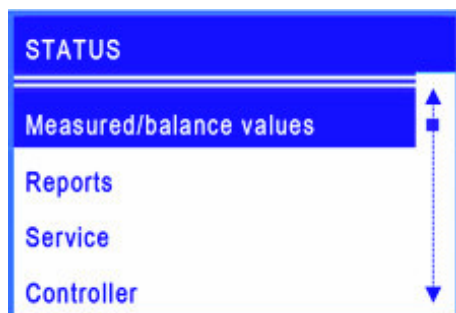 STATUS
Measured/balance values
Reports
Service
Controller